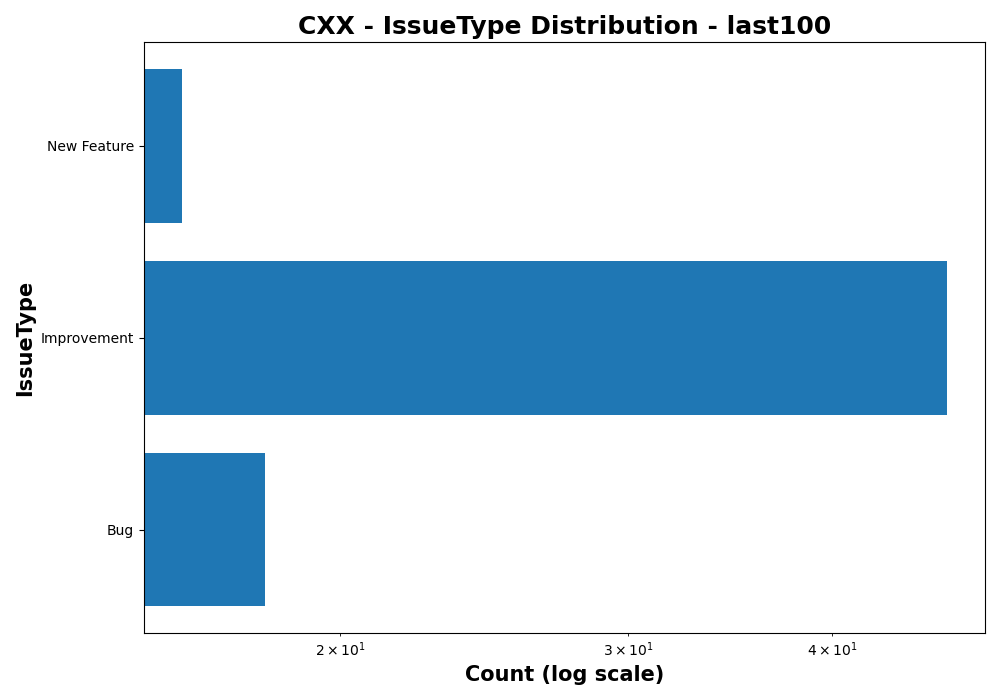 CXX - IssueType Distribution - last100
IssueType
New Feature
Improvement
Bug
2 × 10¹
3 × 10¹
4 × 10¹
Count (log scale)